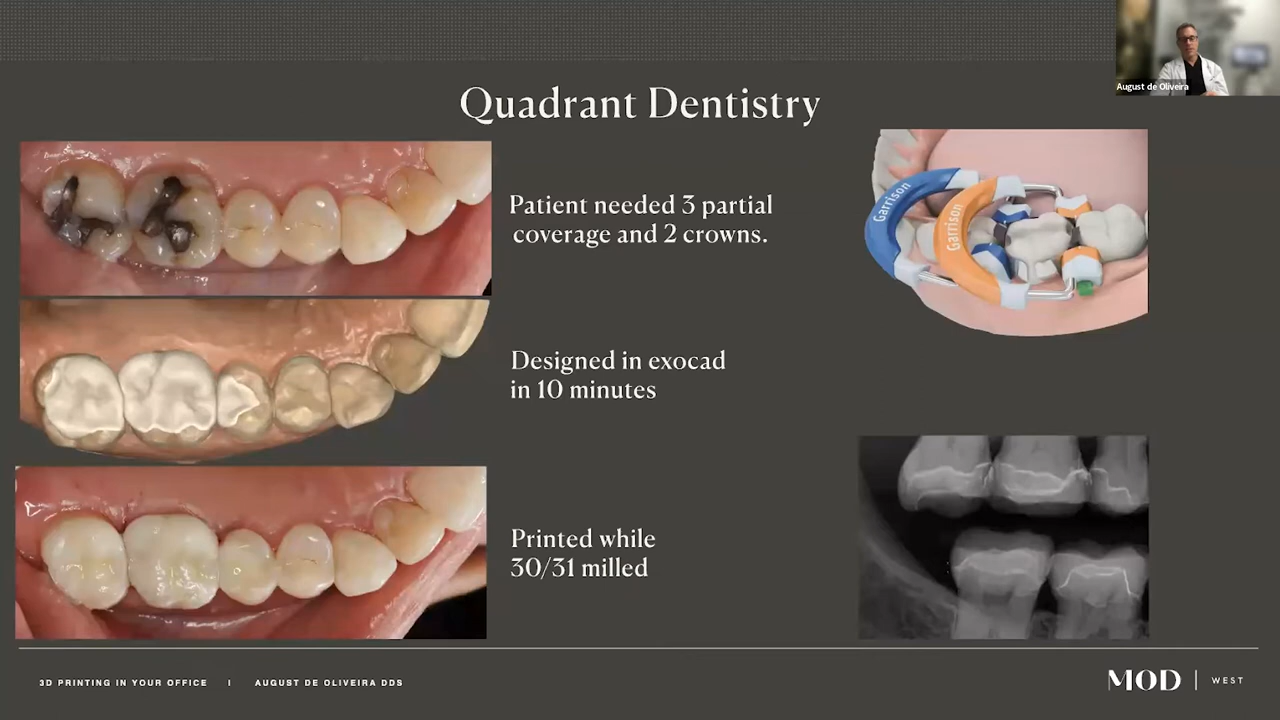 August de Oliveira
Quadrant Dentistry
Patient needed 3 partial
coverage and 2 crowns.
Garrison
Garrison
Designed in exocad
in 10 minutes
Printed while
30/31 milled
3D PRINTING IN YOUR OFFICE | AUGUST DE OLIVEIRA DDS
MOD | WEST